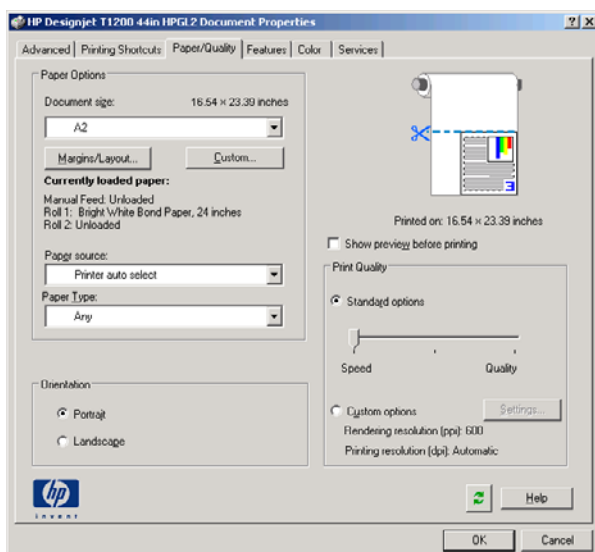 HP Designjet T1200 44in HPGL2 Document Properties
Advanced
Printing Shortcuts
Paper/Quality
Features
Color
Services
Paper Options
Document size:
16.54 × 23.39 inches
A2
Margins/Layout...
Custom...
Currently loaded paper:
Manual Feed: Unloaded
Roll 1: Bright White Bond Paper, 24 inches
Roll 2: Unloaded
Paper source:
Printer auto select
Paper Type:
Any
Orientation
Portrait
Landscape
3
Printed on: 16.54 × 23.39 inches
Show preview before printing
Print Quality
Standard options
Speed
Quality
Custom options
Settings...
Rendering resolution (ppi): 600
Printing resolution (dpi): Automatic
hp
invent
Help
OK
Cancel